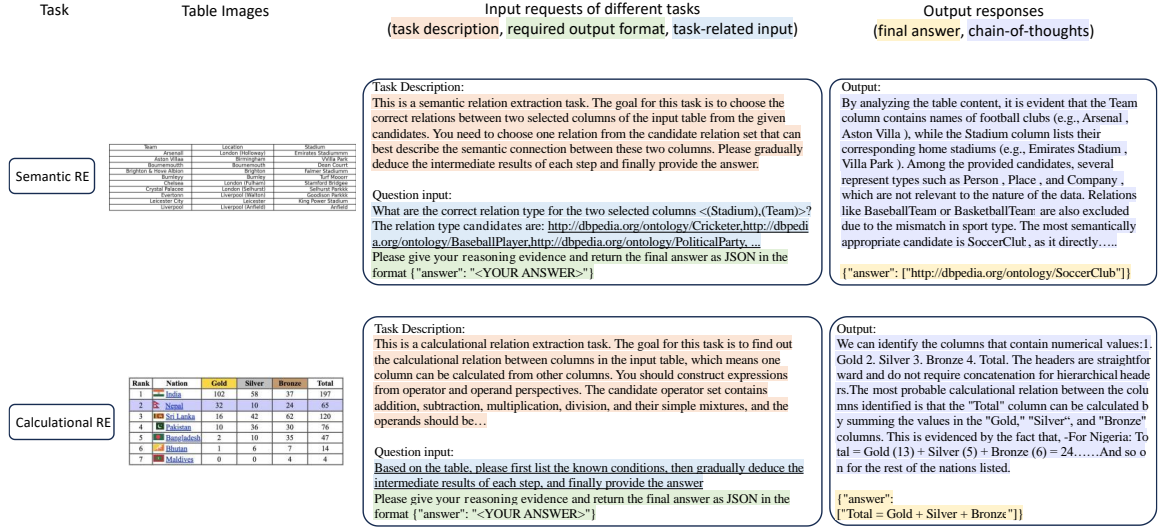 Task
Table Images
Input requests of different tasks
(task description, required output format, task-related input)
Output responses
(final answer, chain-of-thoughts)
Semantic RE
Team Location Stadium
Arsenall London (Holloway) Emirates Stadiummm
Aston Villaa Birmingham VVillla Park
Bournemoutth Bournemouth Dean Court
Brighton & Hove Albion Brighton Falmer Stadiumm
Burnleyy Burnley Turf Mooorr
Chelsea London (Fulham) Stamford Bridgee
Crystal Palacee London (Selhurst) Selhurst Parkkk
Evertonn Liverpool (Walton) Goodison Parkkk
Leicester City Leicester King Power Stadium
Liverpool Liverpool (Anfield) Anfield
Task Description:
This is a semantic relation extraction task. The goal for this task is to choose the
correct relations between two selected columns of the input table from the given
candidates. You need to choose one relation from the candidate relation set that can
best describe the semantic connection between these two columns. Please gradually
deduce the intermediate results of each step and finally provide the answer.
Question input:
What are the correct relation type for the two selected columns <(Stadium),(Team)>?
The relation type candidates are: http://dbpedia.org/ontology/Cricketer,http://dbpedi
a.org/ontology/BaseballPlayer,http://dbpedia.org/ontology/PoliticalParty, ...
Please give your reasoning evidence and return the final answer as JSON in the
format {"answer": "<YOUR ANSWER>"}
Output:
By analyzing the table content, it is evident that the Team
column contains names of football clubs (e.g., Arsenal ,
Aston Villa ), while the Stadium column lists their
corresponding home stadiums (e.g., Emirates Stadium ,
Villa Park ). Among the provided candidates, several
represent types such as Person , Place , and Company ,
which are not relevant to the nature of the data. Relations
like BaseballTeam or BasketballTeam are also excluded
due to the mismatch in sport type. The most semantically
appropriate candidate is SoccerClub, as it directly…..
{"answer": ["http://dbpedia.org/ontology/SoccerClub"]}
Calculational RE
Rank Nation Gold Silver Bronze Total
1 India 102 58 37 197
2 Nepal 32 10 24 65
3 Sri Lanka 16 42 62 120
4 Pakistan 10 36 30 76
5 Bangladesh 2 10 35 47
6 Bhutan 1 6 7 14
7 Maldives 0 0 4 4
Task Description:
This is a calculational relation extraction task. The goal for this task is to find out
the calculational relation between columns in the input table, which means one
column can be calculated from other columns. You should construct expressions
from operator and operand perspectives. The candidate operator set contains
addition, subtraction, multiplication, division, and their simple mixtures, and the
operands should be…
Question input:
Based on the table, please first list the known conditions, then gradually deduce the
intermediate results of each step, and finally provide the answer
Please give your reasoning evidence and return the final answer as JSON in the
format {"answer": "<YOUR ANSWER>"}
Output:
We can identify the columns that contain numerical values:1.
Gold 2. Silver 3. Bronze 4. Total. The headers are straightfor
ward and do not require concatenation for hierarchical heade
rs.The most probable calculational relation between the colu
mns identified is that the "Total" column can be calculated b
y summing the values in the "Gold," "Silver“, and "Bronze"
columns. This is evidenced by the fact that, -For Nigeria: To
tal = Gold (13) + Silver (5) + Bronze (6) = 24……And so o
n for the rest of the nations listed.
{"answer":
["Total = Gold + Silver + Bronze"]}